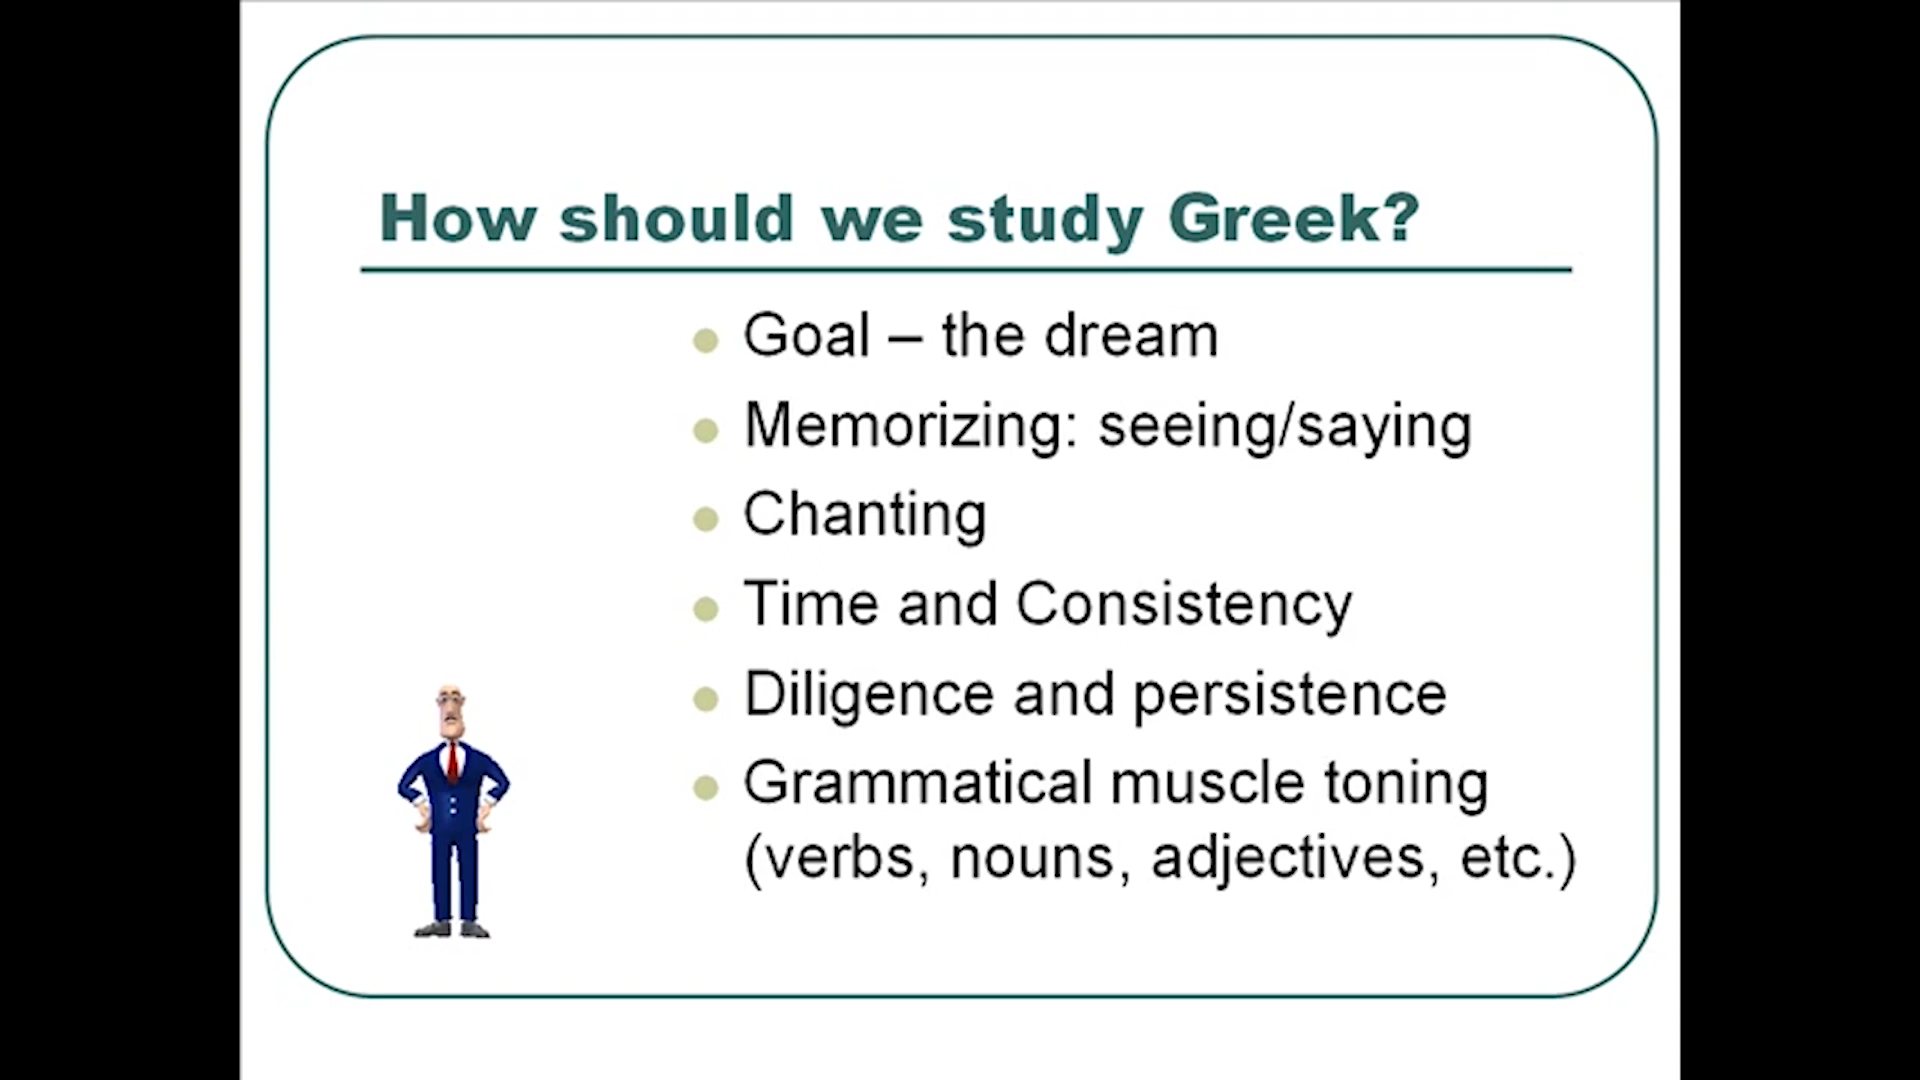 How should we study Greek?
Goal – the dream
Memorizing: seeing/saying
Chanting
Time and Consistency
Diligence and persistence
Grammatical muscle toning
(verbs, nouns, adjectives, etc.)